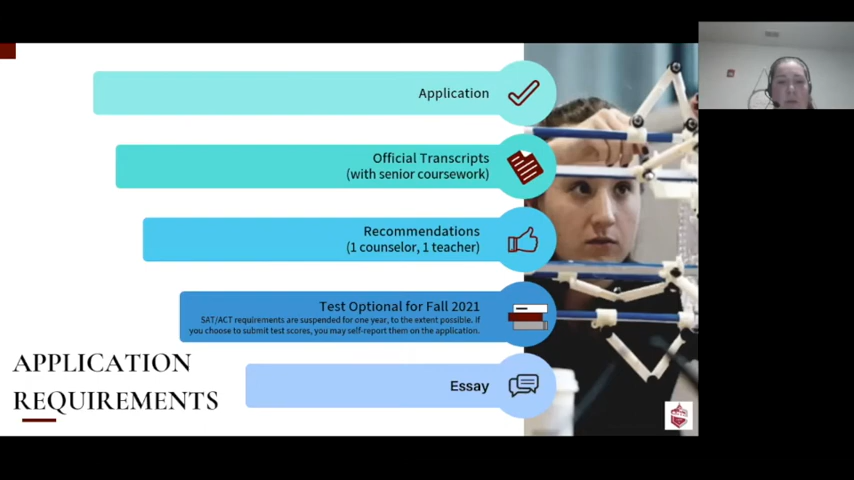 Application
Official Transcripts
(with senior coursework)
Recommendations
(1 counselor, 1 teacher)
Test Optional for Fall 2021
SAT/ACT requirements are suspended for one year, to the extent possible. If
you choose to submit test scores, you may self-report them on the application.
Essay
APPLICATION
REQUIREMENTS